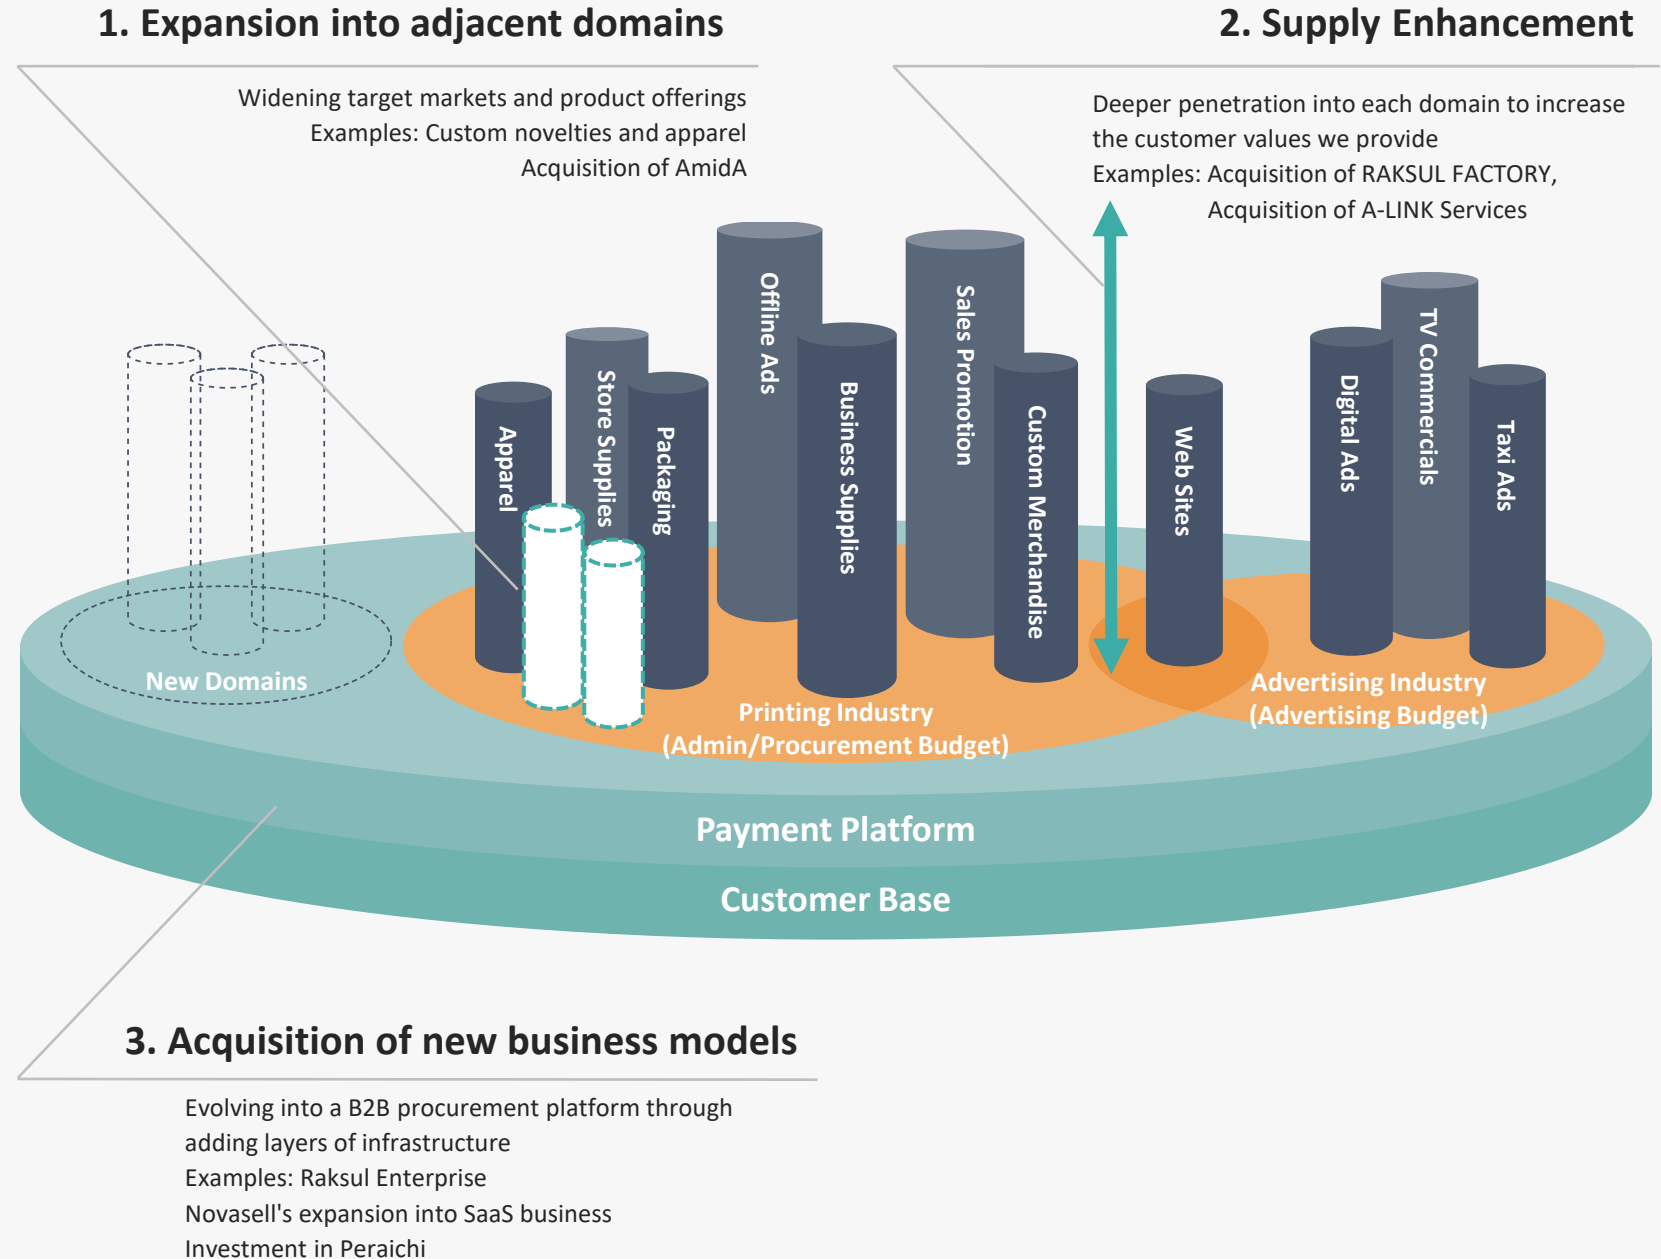 1. Expansion into adjacent domains
Widening target markets and product offerings
Examples: Custom novelties and apparel
Acquisition of AmidA
2. Supply Enhancement
Deeper penetration into each domain to increase
the customer values we provide
Examples: Acquisition of RAKSUL FACTORY,
Acquisition of A-LINK Services
Apparel
Store Supplies
Packaging
Offline Ads
Business Supplies
Sales Promotion
Custom Merchandise
Web Sites
Digital Ads
TV Commercials
Taxi Ads
New Domains
Printing Industry
(Admin/Procurement Budget)
Advertising Industry
(Advertising Budget)
Payment Platform
Customer Base
3. Acquisition of new business models
Evolving into a B2B procurement platform through
adding layers of infrastructure
Examples: Raksul Enterprise
Novasell's expansion into SaaS business
Investment in Peraichi